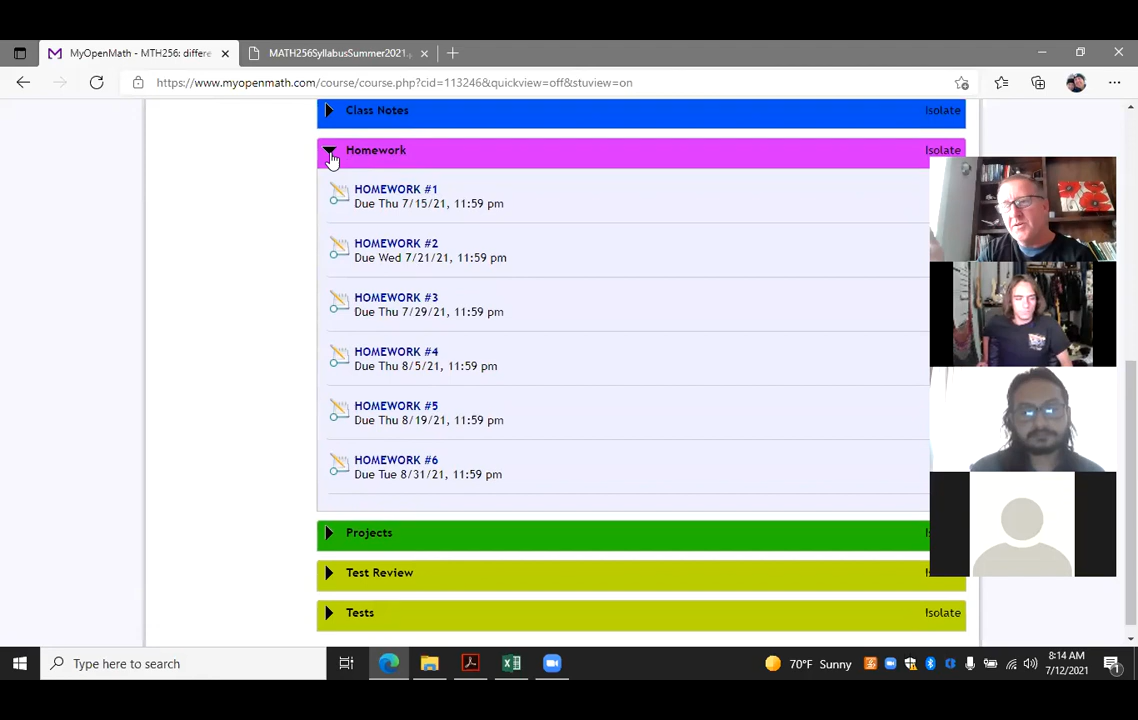 MyOpenMath - MTH256: differe
MATH256SyllabusSummer2021.
https://www.myopenmath.com/course/course.php?cid=113246&quickview=off&stuview=on
Class Notes
Isolate
Homework
Isolate
HOMEWORK #1
Due Thu 7/15/21, 11:59 pm
HOMEWORK #2
Due Wed 7/21/21, 11:59 pm
HOMEWORK #3
Due Thu 7/29/21, 11:59 pm
HOMEWORK #4
Due Thu 8/5/21, 11:59 pm
HOMEWORK #5
Due Thu 8/19/21, 11:59 pm
HOMEWORK #6
Due Tue 8/31/21, 11:59 pm
Projects
Test Review
Tests
Isolate
Type here to search
70°F Sunny
8:14 AM
7/12/2021